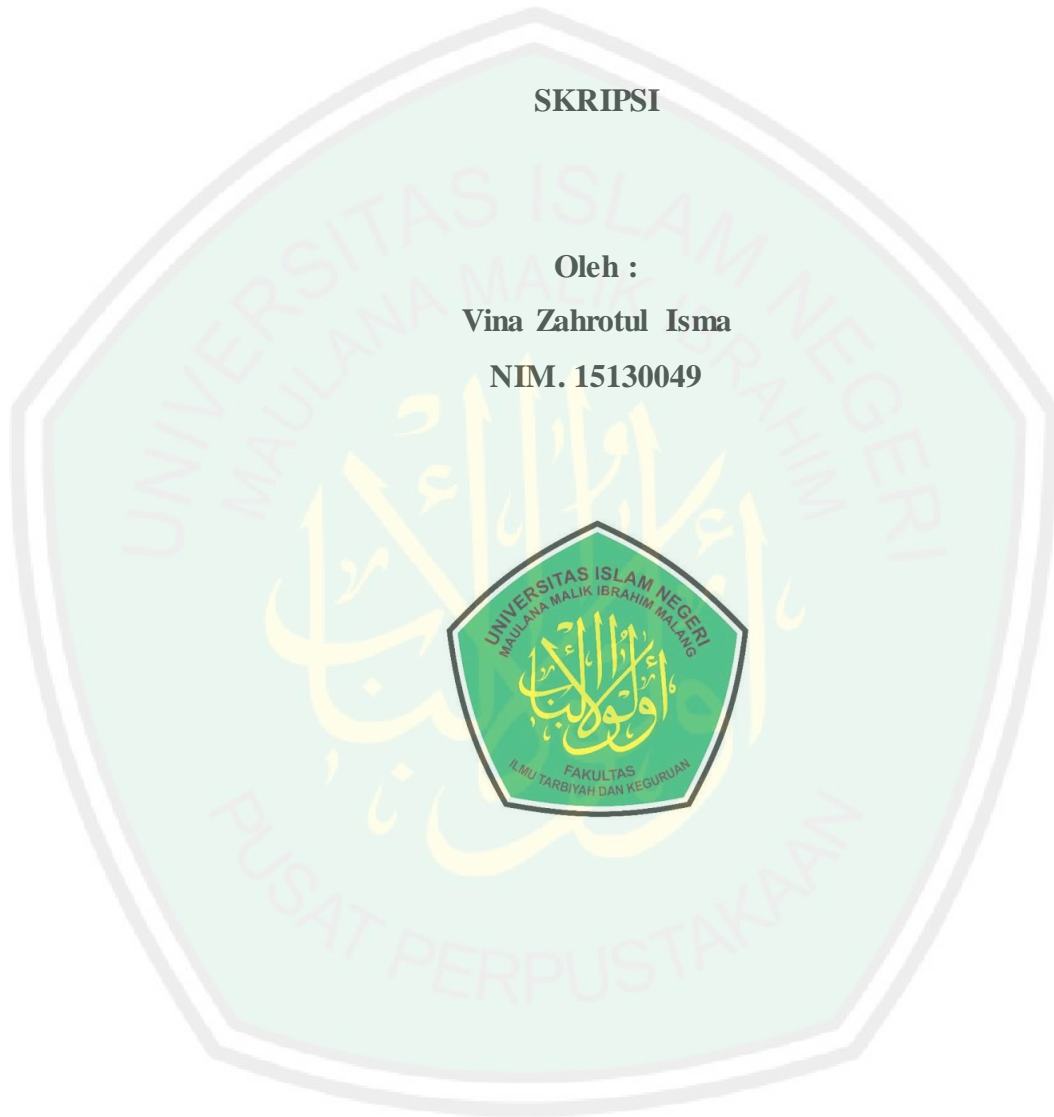 SKRIPSI
Oleh :
Vina Zahrotul Isma
NIM. 15130049
UNIVERSITAS ISLAM NEGERI
MAULANA MALIK IBRAHIM MALANG
أولوا الألباب
FAKULTAS
ILMU TARBIYAH DAN KEGURUAN
UNIVERSITAS ISLAM NEGERI
MAULANA MALIK IBRAHIM
PUSAT PERPUSTAKAAN